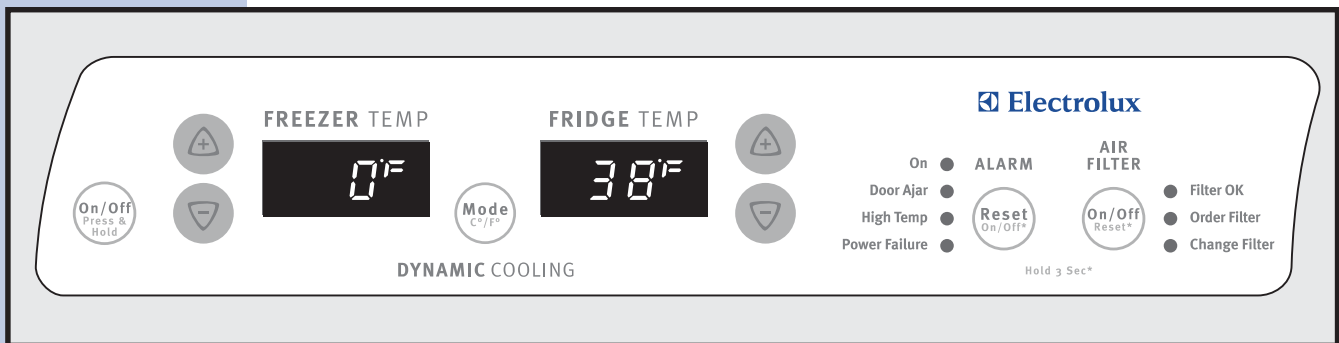 On/Off
Press &
Hold
FREEZER TEMP
0°F
Mode
C°/F°
FRIDGE TEMP
38°F
DYNAMIC COOLING
Electrolux
On
Door Ajar
High Temp
Power Failure
ALARM
Reset
On/Off*
AIR
FILTER
On/Off
Reset*
Filter OK
Order Filter
Change Filter
Hold 3 Sec*